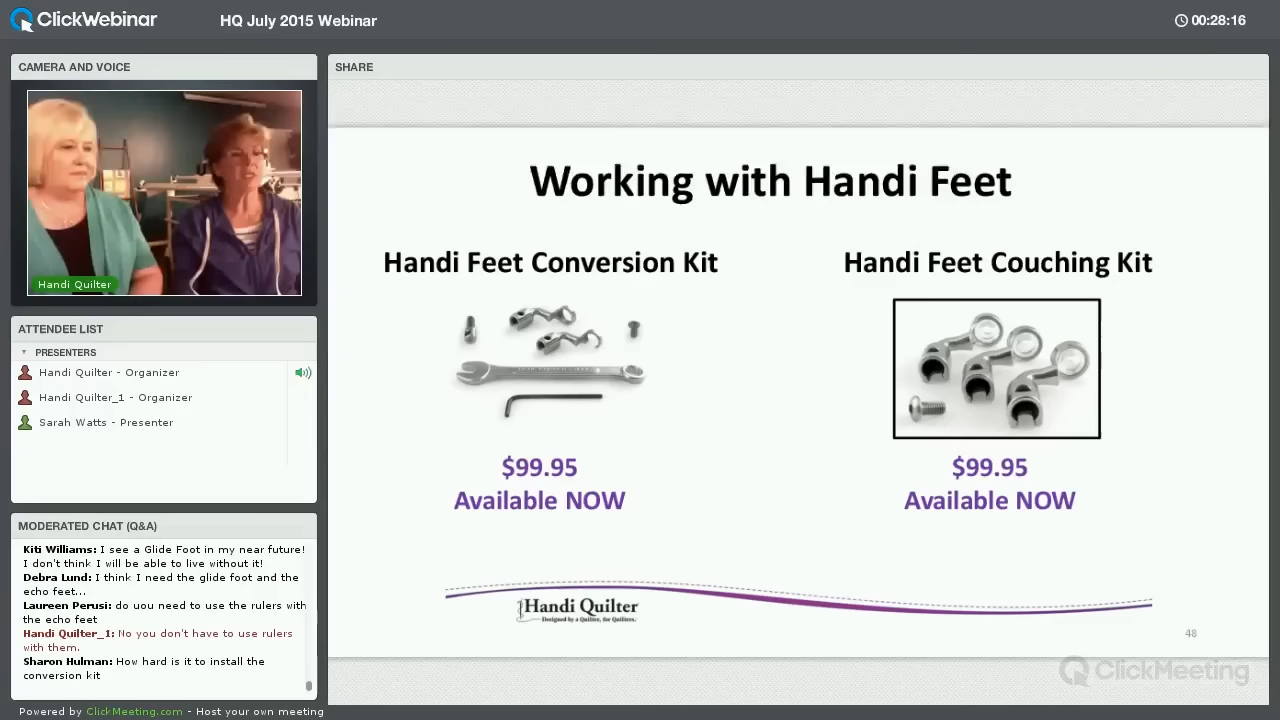 ClickWebinar
HQ July 2015 Webinar
00:28:16
CAMERA AND VOICE
Handi Quilter
ATTENDEE LIST
PRESENTERS
Handi Quilter - Organizer
Handi Quilter_1 - Organizer
Sarah Watts - Presenter
MODERATED CHAT (Q&A)
Kiti Williams: I see a Glide Foot in my near future!
I don't think I will be able to live without it!
Debra Lund: I think I need the glide foot and the
echo feet...
Laureen Perusi: do you need to use the rulers with
the echo feet
Handi Quilter_1: No you don't have to use rulers
with them.
Sharon Hulman: How hard is it to install the
conversion kit
Powered by ClickMeeting.com - Host your own meeting
SHARE
Working with Handi Feet
Handi Feet Conversion Kit
$99.95
Available NOW
Handi Feet Couching Kit
$99.95
Available NOW
Handi Quilter
Designed by a Quilter, for Quilters.
48
ClickMeeting